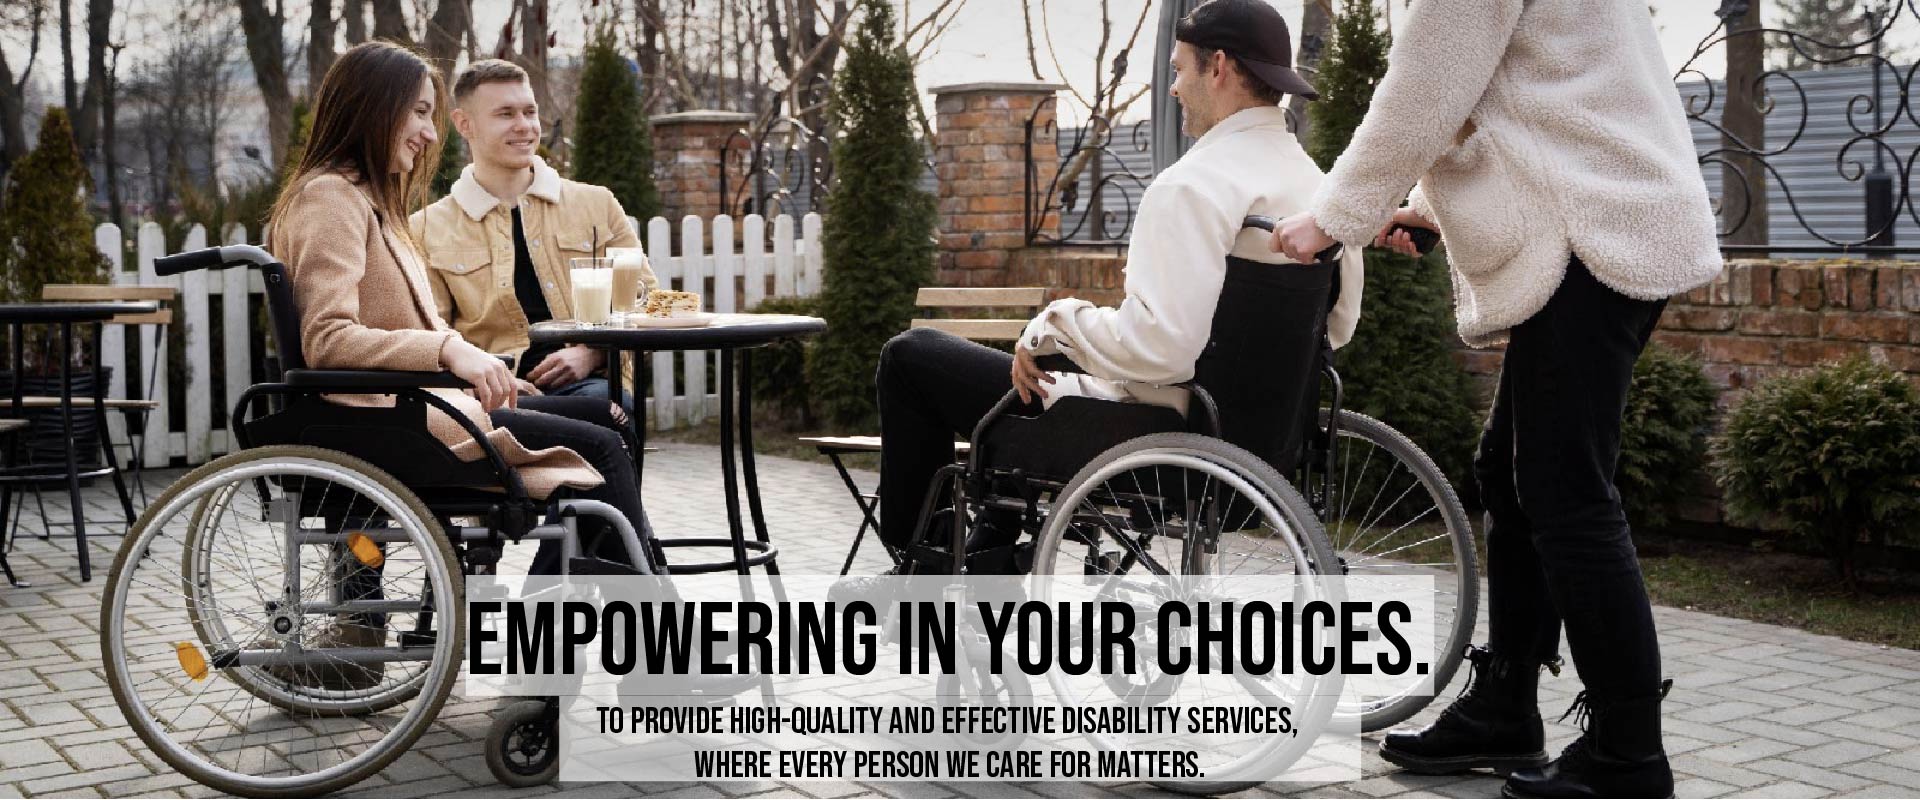 EMPOWERING IN YOUR CHOICES.
TO PROVIDE HIGH-QUALITY AND EFFECTIVE DISABILITY SERVICES,
WHERE EVERY PERSON WE CARE FOR MATTERS.